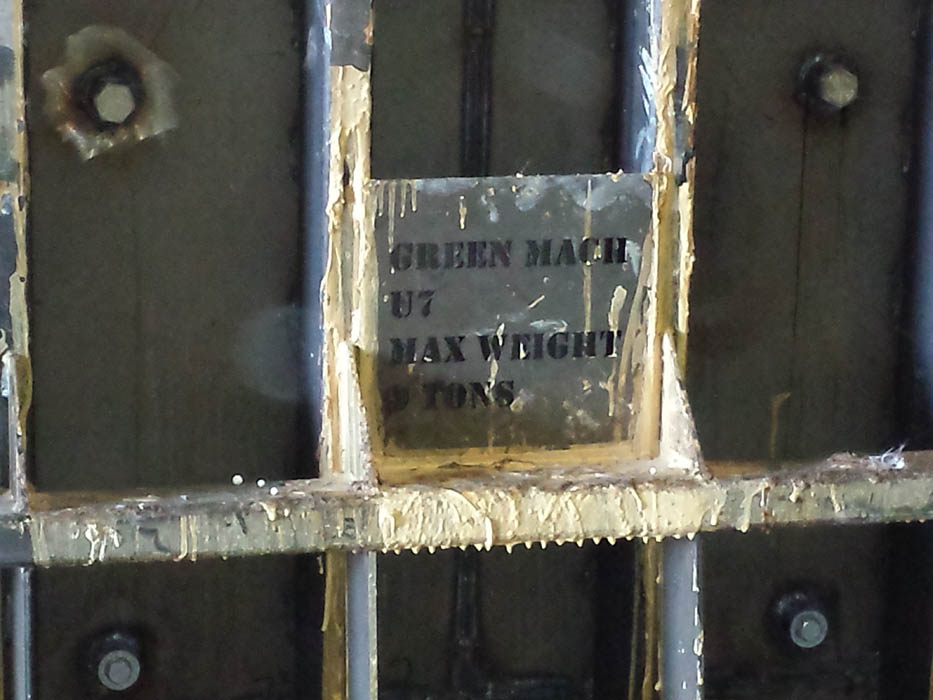 GREEN MACH
U7
MAX WEIGHT
9 TONS